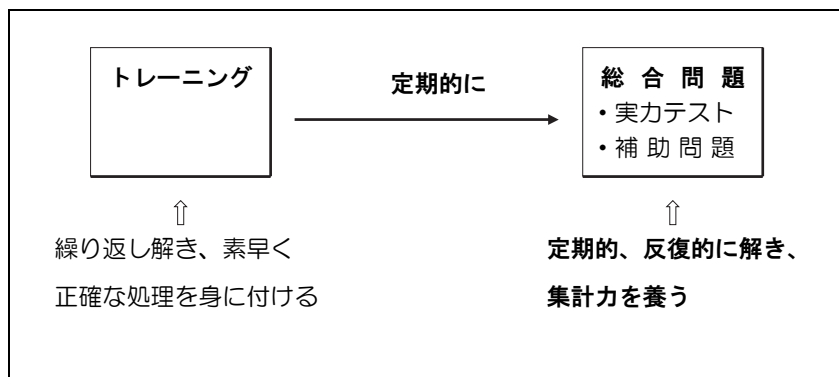 トレーニング
定期的に
総合問題
・実力テスト
・補助問題
⇧
繰り返し解き、素早く
正確な処理を身に付ける
⇧
定期的、反復的に解き、
集計力を養う